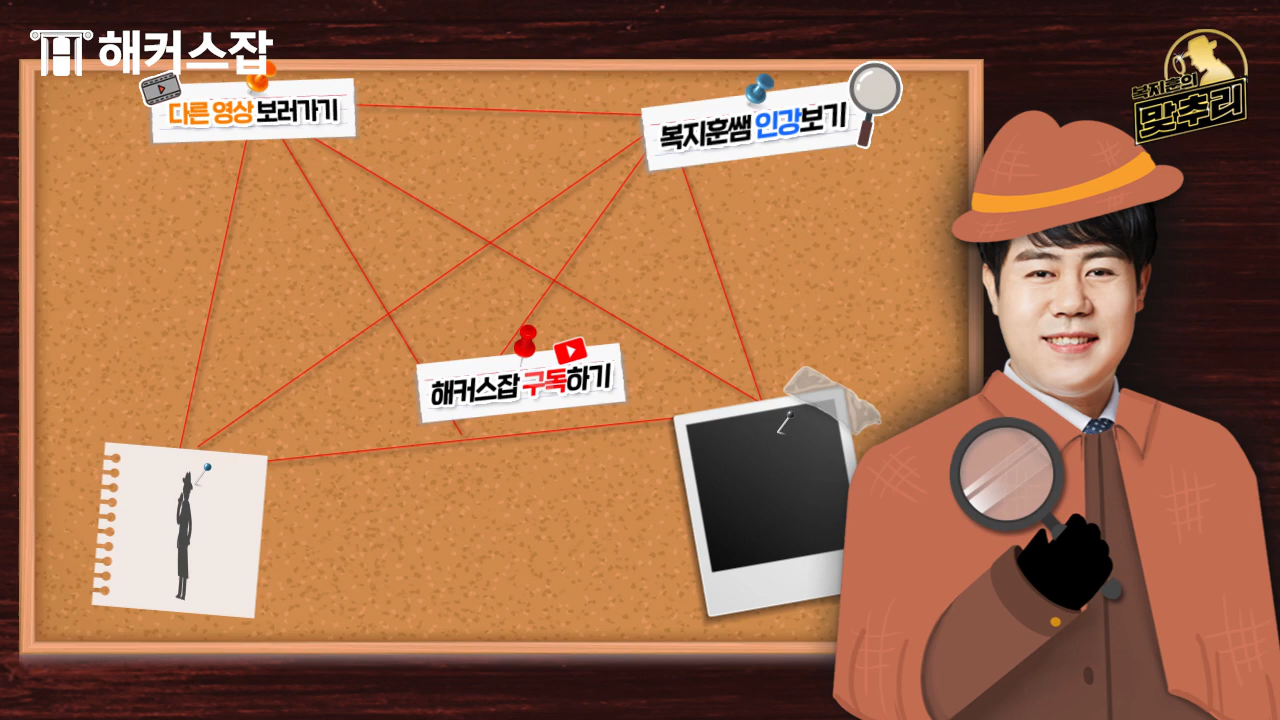 해커스잡
다른 영상 보러가기
복지훈쌤 인강보기
복지훈의
맛추리
해커스잡 구독하기